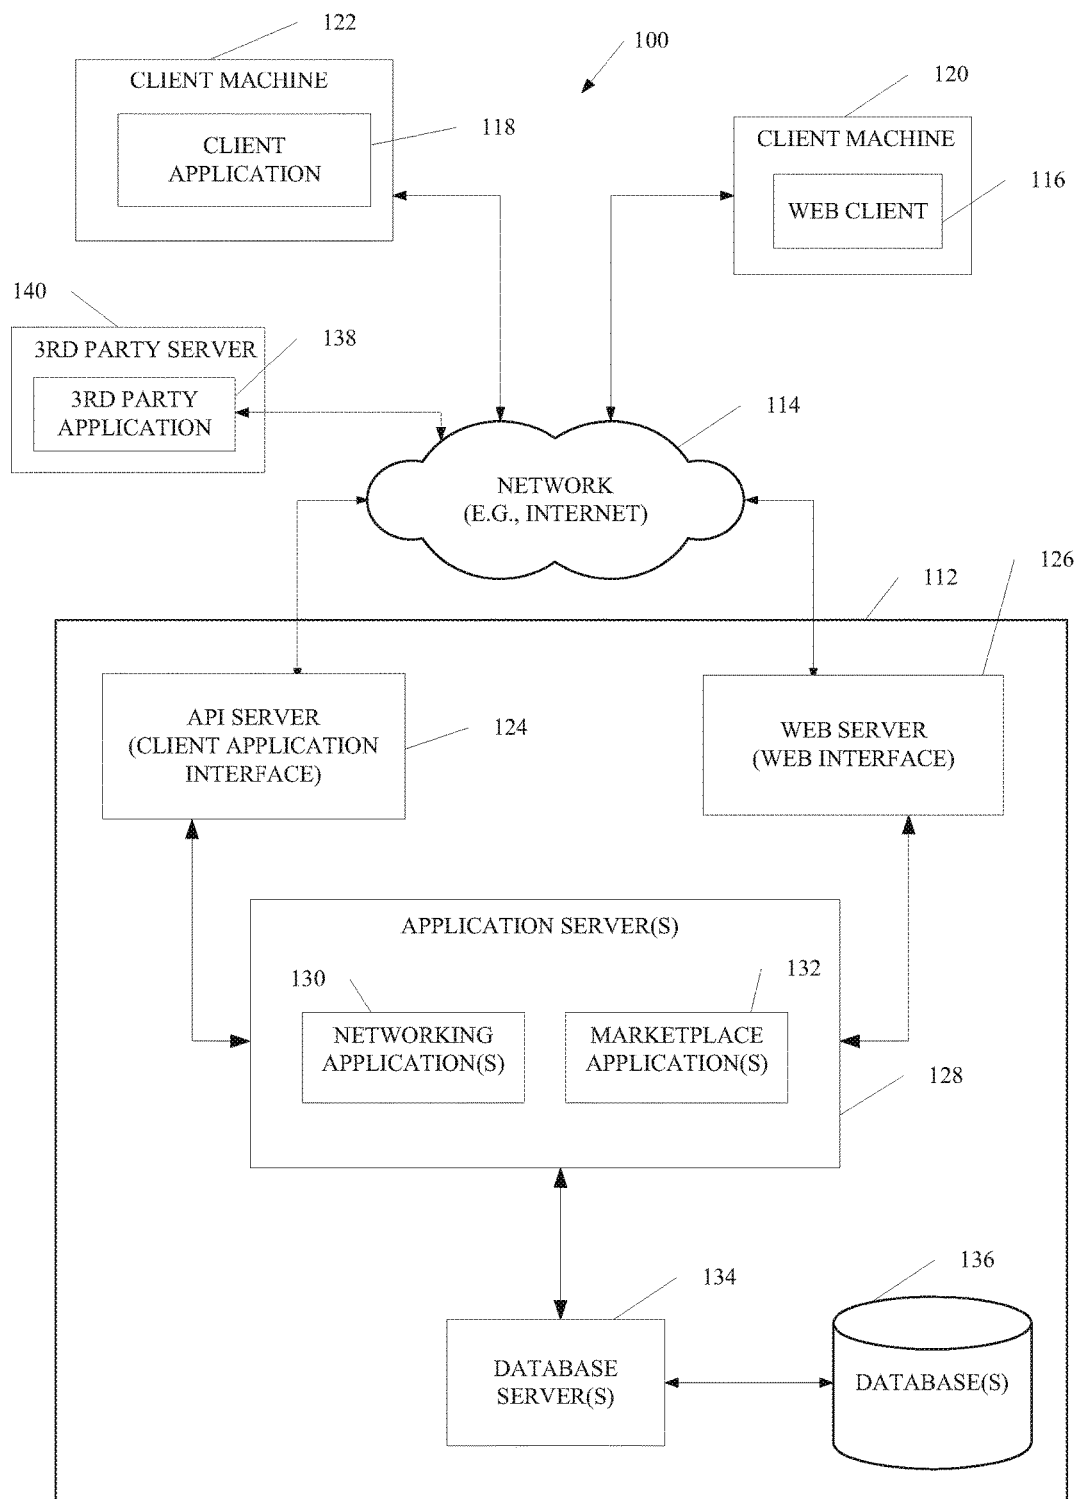 122
100
CLIENT MACHINE
120
118
CLIENT
APPLICATION
CLIENT MACHINE
116
WEB CLIENT
140
138
3RD PARTY SERVER
3RD PARTY
APPLICATION
114
NETWORK
(E.G., INTERNET)
126
112
API SERVER
(CLIENT APPLICATION
INTERFACE)
124
WEB SERVER
(WEB INTERFACE)
APPLICATION SERVER(S)
130
132
NETWORKING
APPLICATION(S)
MARKETPLACE
APPLICATION(S)
128
134
136
DATABASE
SERVER(S)
DATABASE(S)